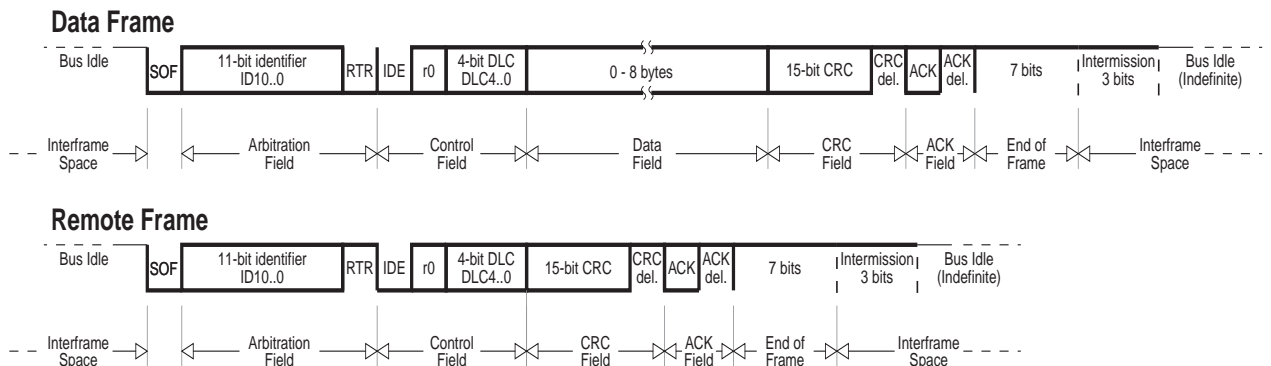 Data Frame
Bus Idle SOF 11-bit identifier RTR IDE r0 4-bit DLC 0 - 8 bytes 15-bit CRC CRC ACK ACK 7 bits Intermission Bus Idle
ID10..0 DLC4..0 del. del. 3 bits (Indefinite)
Interframe Arbitration Control Data CRC ACK End of Interframe
Space Field Field Field Field Field Frame Space
Remote Frame
Bus Idle SOF 11-bit identifier RTR IDE r0 4-bit DLC 15-bit CRC CRC ACK ACK 7 bits Intermission Bus Idle
ID10..0 DLC4..0 del. del. 3 bits (Indefinite)
Interframe Arbitration Control CRC ACK End of Interframe
Space Field Field Field Field Frame Space